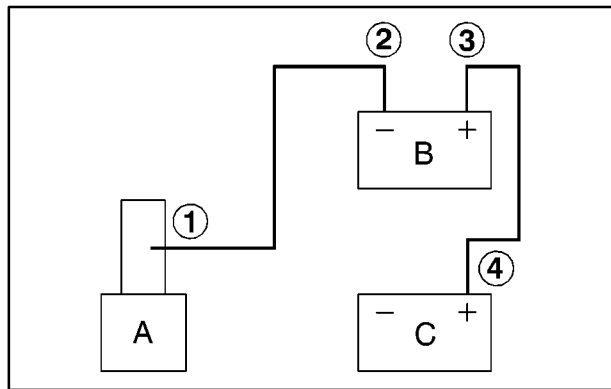 ② ③
− +
B
①
④
A
− +
C